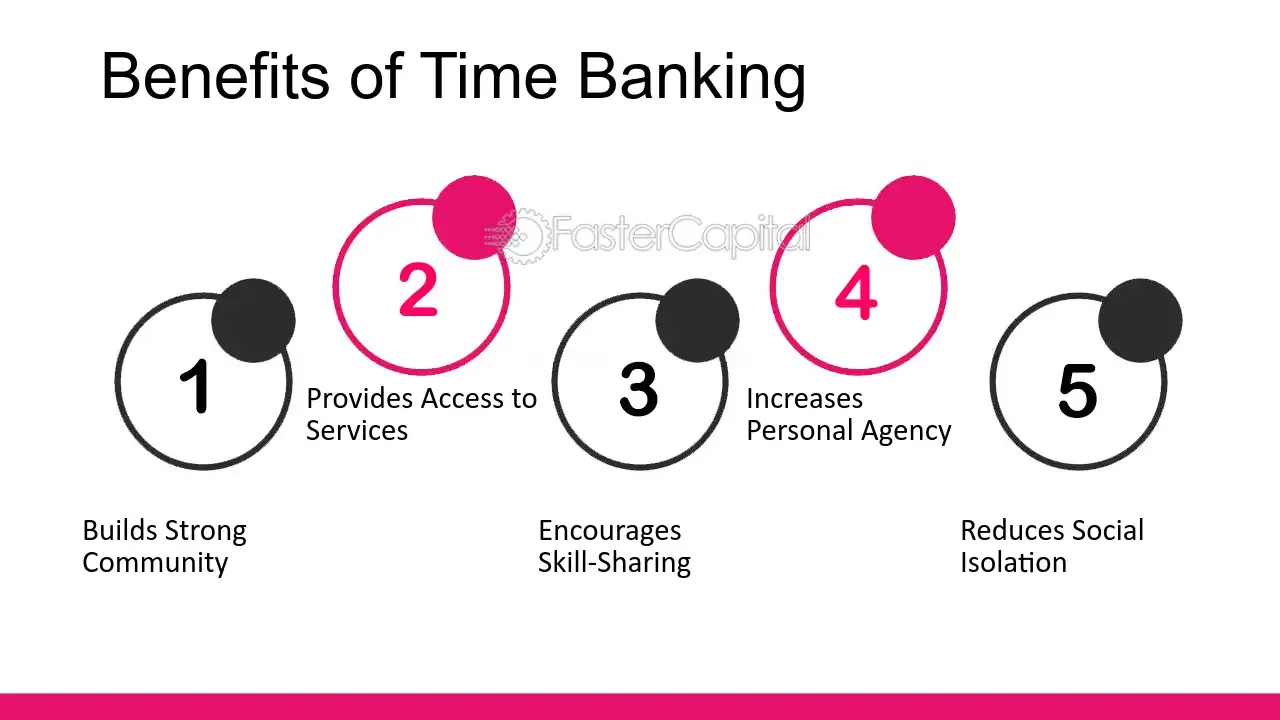 Benefits of Time Banking
FasterCapital
1
Builds Strong
Community
2
Provides Access to
Services
3
Encourages
Skill-Sharing
4
Increases
Personal Agency
5
Reduces Social
Isolation